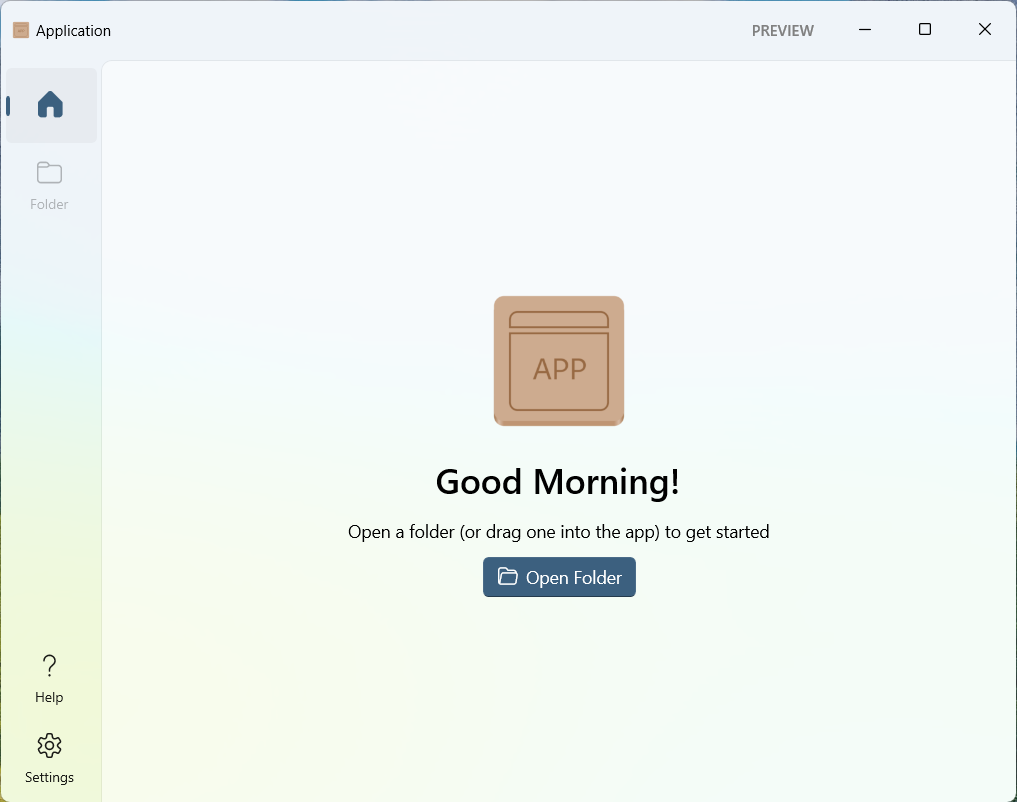 Application
PREVIEW
Folder
APP
Good Morning!
Open a folder (or drag one into the app) to get started
Open Folder
Help
Settings